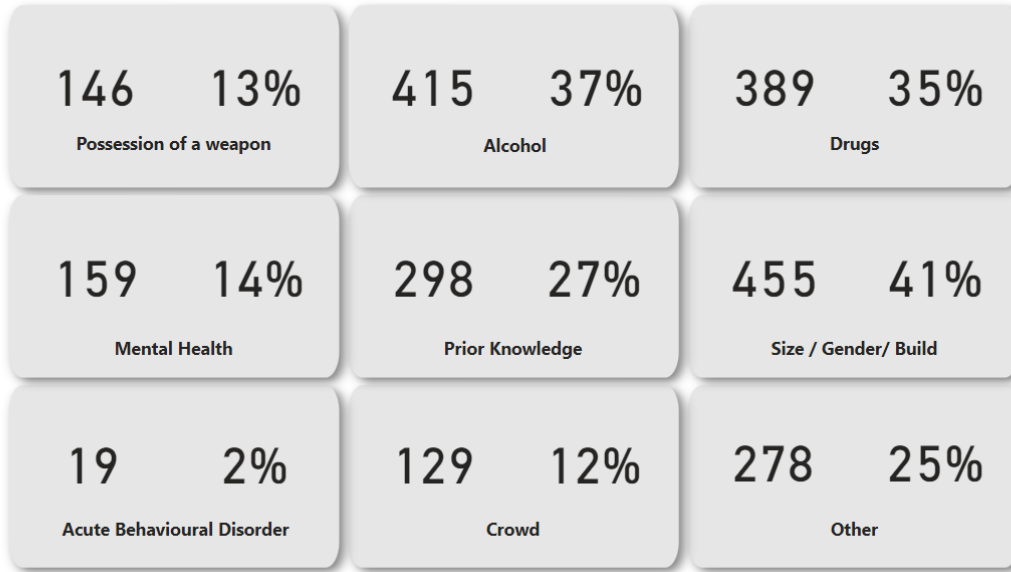 146 13%
Possession of a weapon
415 37%
Alcohol
389 35%
Drugs
159 14%
Mental Health
298 27%
Prior Knowledge
455 41%
Size / Gender/ Build
19 2%
Acute Behavioural Disorder
129 12%
Crowd
278 25%
Other